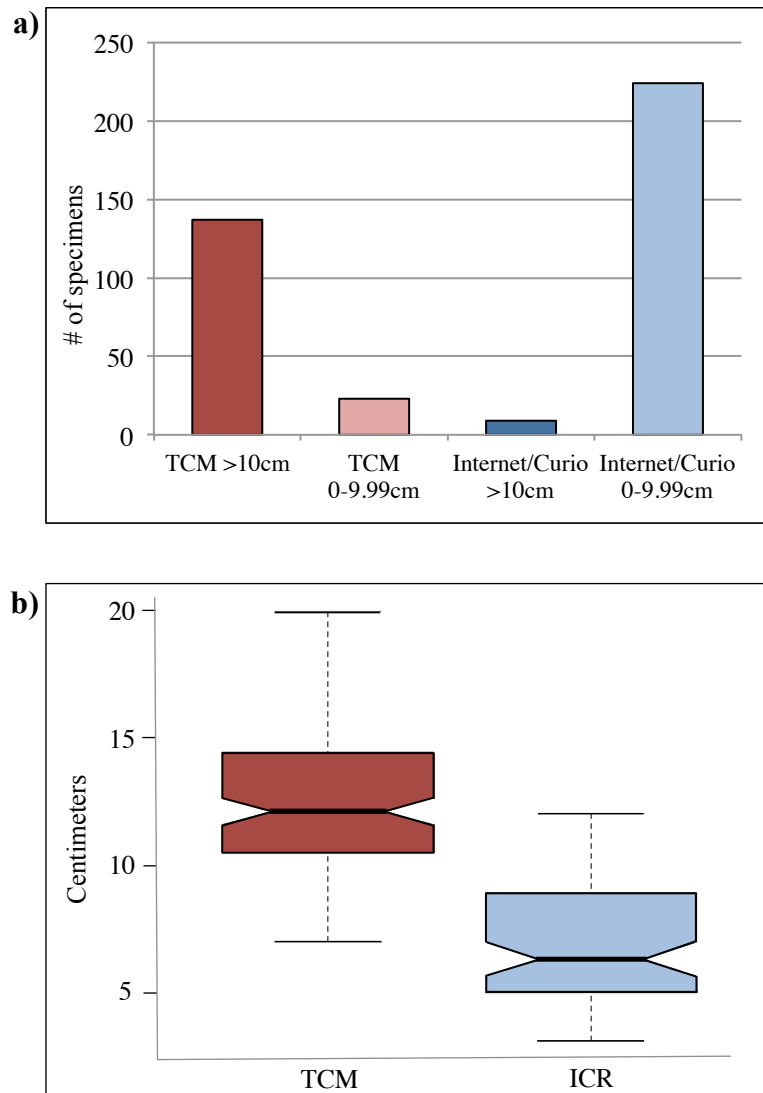 a)
250
200
150
100
50
0
# of specimens
TCM >10cm
TCM
0-9.99cm
Internet/Curio
>10cm
Internet/Curio
0-9.99cm
b)
20
15
10
5
Centimeters
TCM
ICR